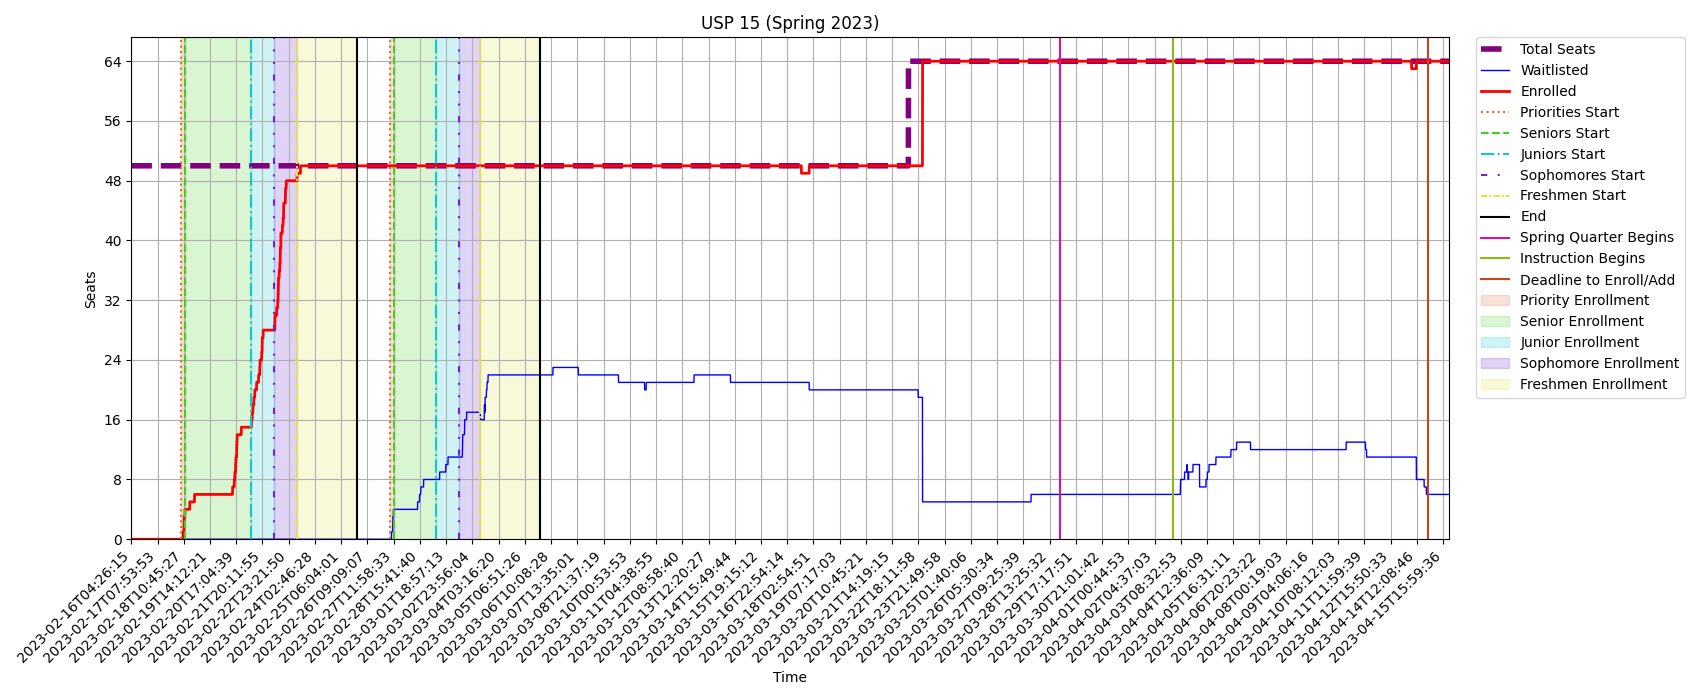 USP 15 (Spring 2023)
64
56
48
40
32
24
16
8
0
Seats
2023-02-16T04:26:15
2023-02-17T07:53:53
2023-02-18T10:45:27
2023-02-19T14:12:21
2023-02-20T17:04:39
2023-02-21T20:11:55
2023-02-22T23:21:50
2023-02-24T02:46:28
2023-02-25T06:04:01
2023-02-26T09:09:07
2023-02-27T11:58:33
2023-02-28T15:41:40
2023-03-01T18:57:13
2023-03-02T23:56:04
2023-03-04T03:16:20
2023-03-05T06:51:26
2023-03-06T10:08:28
2023-03-07T13:35:01
2023-03-08T21:37:19
2023-03-10T00:53:53
2023-03-11T04:38:55
2023-03-12T08:58:40
2023-03-13T12:20:27
2023-03-14T15:49:44
2023-03-15T19:15:12
2023-03-16T22:54:14
2023-03-18T02:54:51
2023-03-19T07:17:03
2023-03-20T10:45:21
2023-03-21T14:19:15
2023-03-22T18:11:58
2023-03-23T21:49:58
2023-03-25T01:40:06
2023-03-26T05:30:34
2023-03-27T09:25:39
2023-03-28T13:25:32
2023-03-29T17:17:51
2023-03-30T21:01:42
2023-04-01T00:44:53
2023-04-02T04:37:03
2023-04-03T08:32:53
2023-04-04T12:36:09
2023-04-05T16:31:11
2023-04-06T20:23:22
2023-04-08T00:19:03
2023-04-09T04:06:16
2023-04-10T08:12:03
2023-04-11T11:59:39
2023-04-12T15:50:33
2023-04-14T12:08:46
2023-04-15T15:59:36
Time
Total Seats
Waitlisted
Enrolled
Priorities Start
Seniors Start
Juniors Start
Sophomores Start
Freshmen Start
End
Spring Quarter Begins
Instruction Begins
Deadline to Enroll/Add
Priority Enrollment
Senior Enrollment
Junior Enrollment
Sophomore Enrollment
Freshmen Enrollment